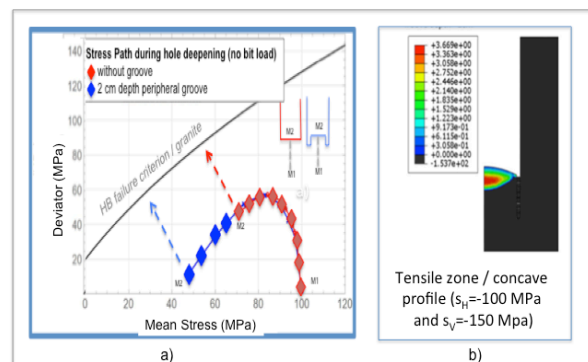 Stress Path during hole deepening (no bit load)
without groove
2 cm depth peripheral groove
HB failure criterion / granite
Deviator (MPa)
140
120
100
80
60
40
20
0
20
40
60
80
100
120
Mean Stress (MPa)
M2
M2
M1
M1
M2
M2
M1
a)
+3.669e+00
+3.363e+00
+3.058e+00
+2.752e+00
+2.446e+00
+2.140e+00
+1.835e+00
+1.529e+00
+1.223e+00
+9.173e-01
+6.115e-01
+3.058e-01
+0.000e+00
-1.537e+02
Tensile zone / concave
profile (sH=-100 MPa
and sV=-150 Mpa)
b)